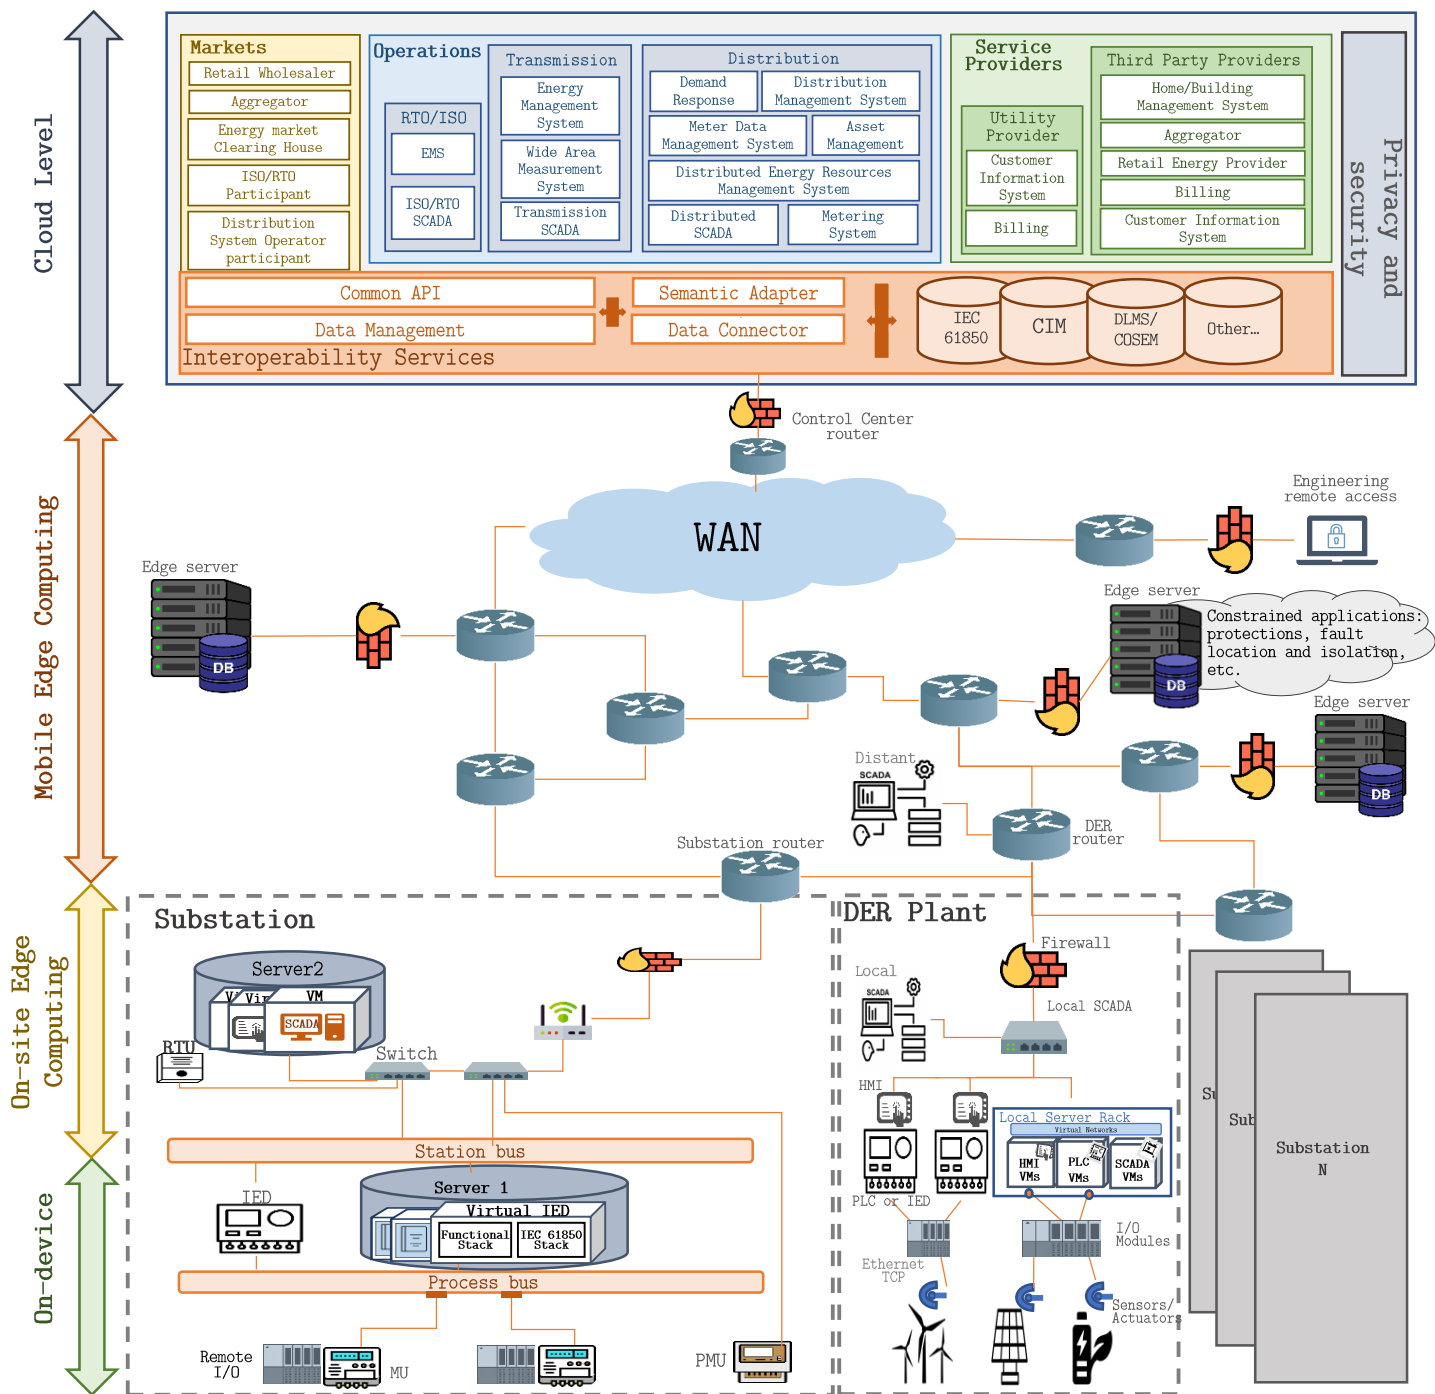 Cloud Level
Mobile Edge Computing
On-site Edge
Computing
On-device
Markets
Retail Wholesaler
Aggregator
Energy market
Clearing House
ISO/RTO
Participant
Distribution
System Operator
participant
Operations
RTO/ISO
EMS
ISO/RTO
SCADA
Transmission
Energy
Management
System
Wide Area
Measurement
System
Transmission
SCADA
Distribution
Demand
Response
Distribution
Management System
Meter Data
Management System
Asset
Management
Distributed Energy Resources
Management System
Distributed
SCADA
Metering
System
Service
Providers
Utility
Provider
Customer
Information
System
Billing
Third Party Providers
Home/Building
Management System
Aggregator
Retail Energy Provider
Billing
Customer Information
System
Privacy and
security
Common API
Data Management
Semantic Adapter
Data Connector
Interoperability Services
IEC
61850
CIM
DLMS/
COSEM
Other…
Control Center
router
WAN
Engineering
remote access
Edge server
DB
Edge server
DB
Constrained applications:
protections, fault
location and isolation,
etc.
Edge server
DB
Distant
SCADA
DER
router
Substation router
Substation
Server2
Vi
Vir
VM
SCADA
RTU
Switch
Station bus
IED
Server 1
Virtual IED
Functional
Stack
IEC 61850
Stack
Process bus
Remote
I/O
MU
PMU
DER Plant
Firewall
Local
SCADA
Local SCADA
HMI
PLC or IED
Local Server Rack
Virtual Networks
HMI
VMs
PLC
VMs
SCADA
VMs
I/O
Modules
Ethernet
TCP
Sensors/
Actuators
Su
Sub
Substation
N